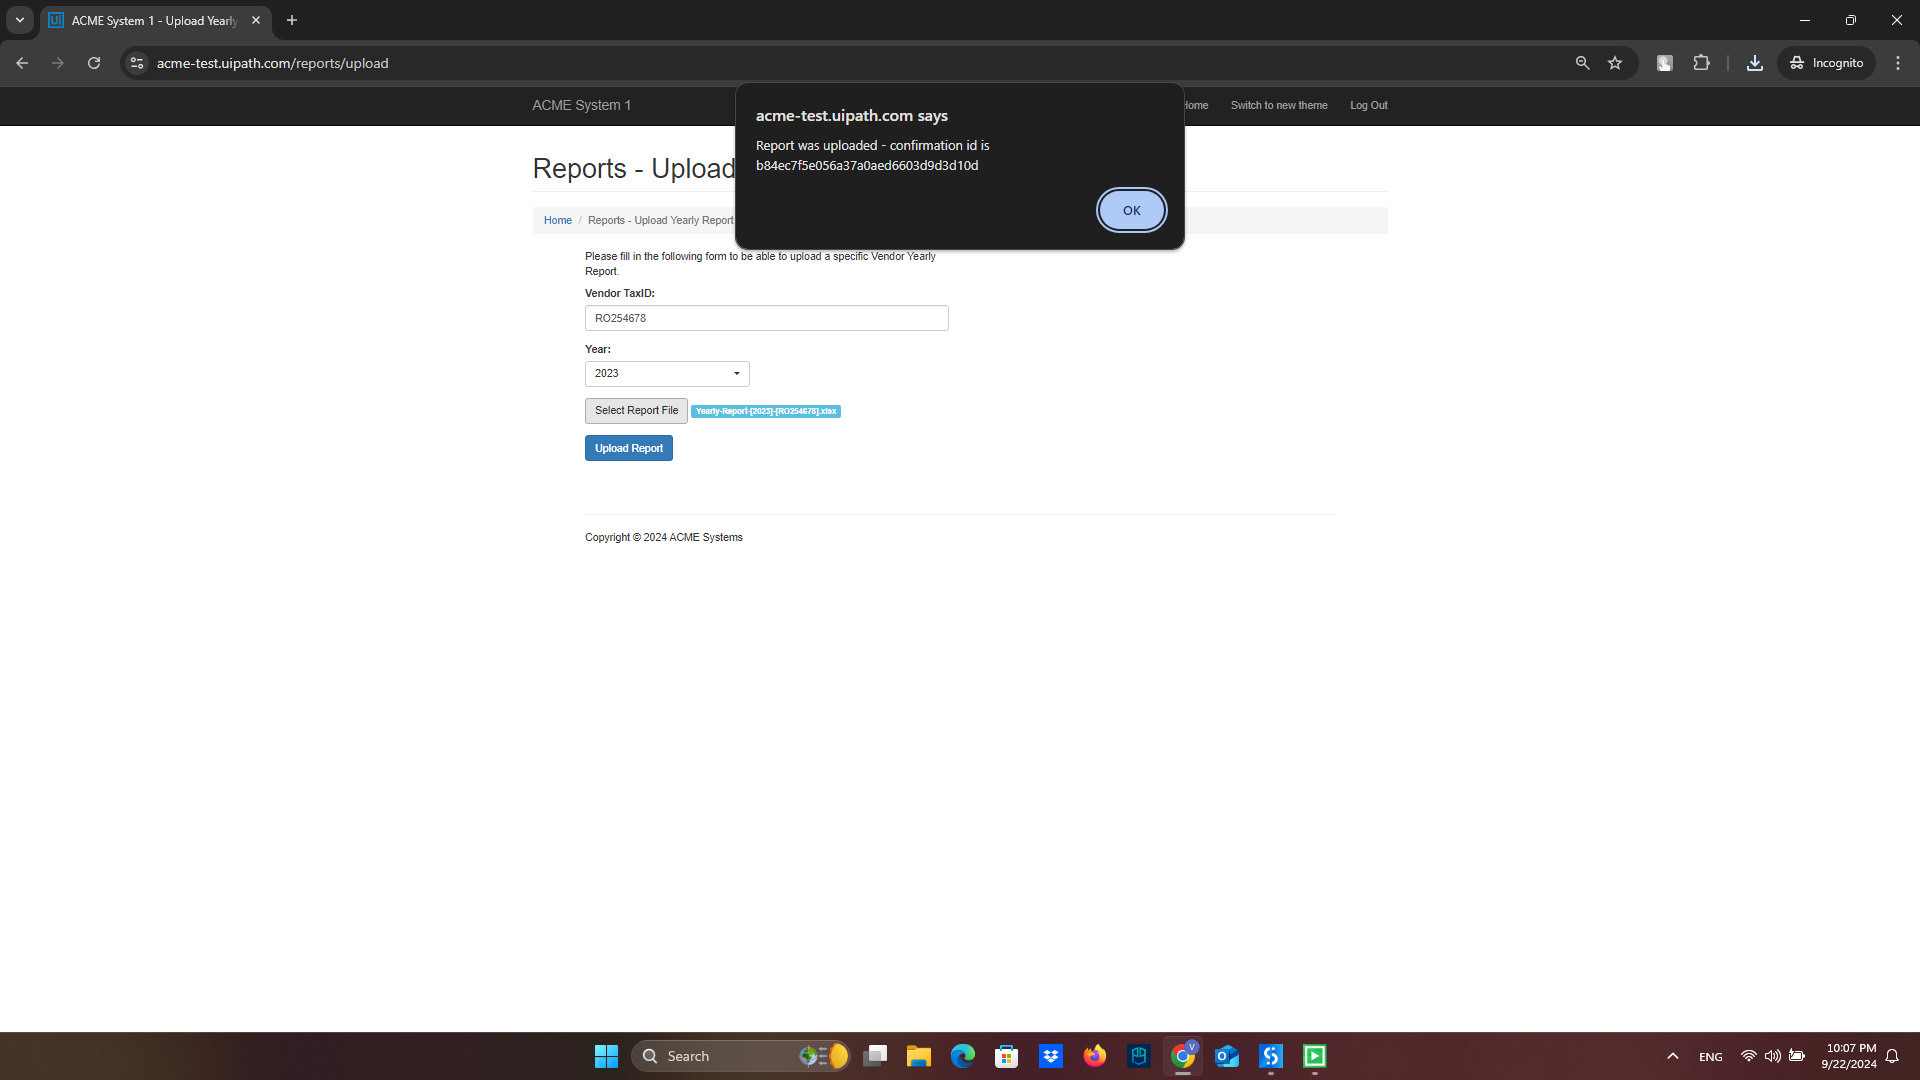 ACME System 1 - Upload Yearly
acme-test.uipath.com/reports/upload
Incognito
ACME System 1
Home
Switch to new theme
Log Out
acme-test.uipath.com says
Report was uploaded - confirmation id is
b84ec7f5e056a37a0aed6603d9d3d10d
OK
Reports - Upload
Home / Reports - Upload Yearly Report
Please fill in the following form to be able to upload a specific Vendor Yearly
Report.
Vendor TaxID:
RO254678
Year:
2023
Select Report File
Yearly-Report-[2023]-[RO254678].xlsx
Upload Report
Copyright © 2024 ACME Systems
Search
ENG
10:07 PM
9/22/2024